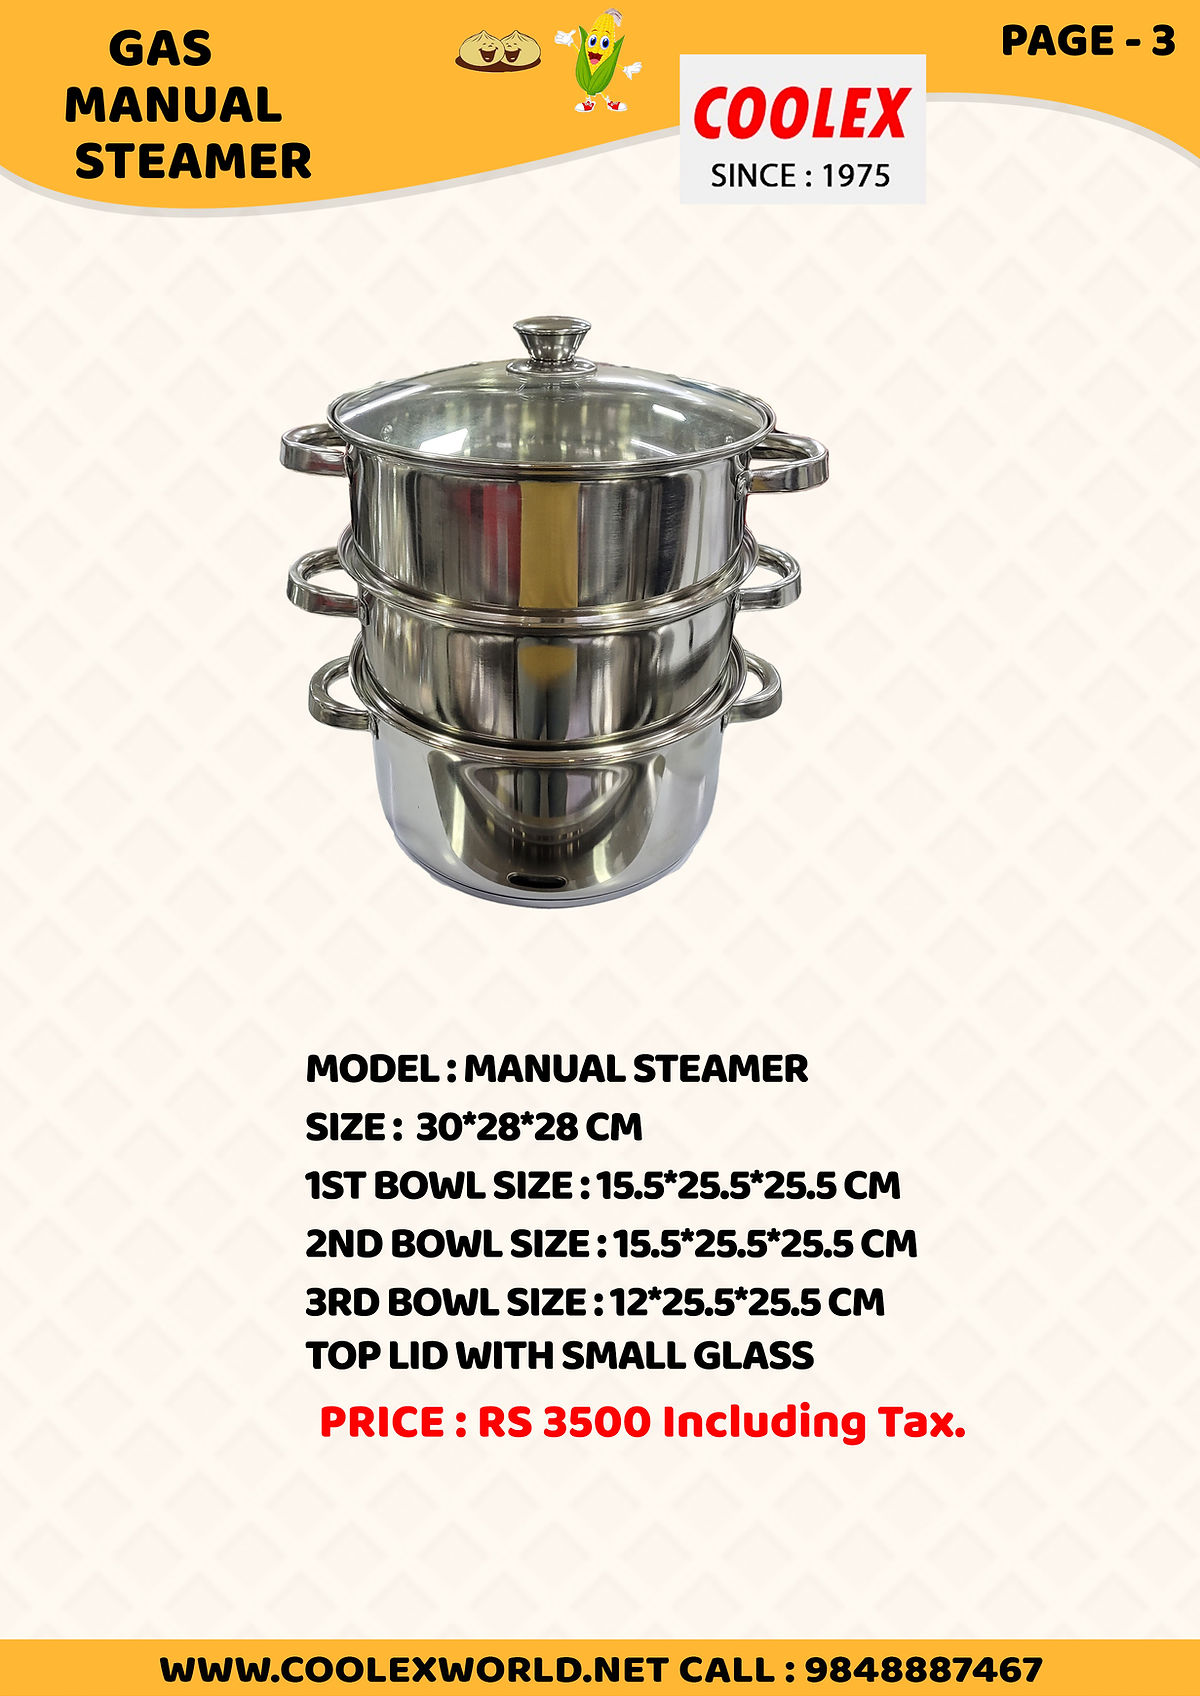 GAS
MANUAL
STEAMER
PAGE - 3
COOLEX
SINCE : 1975
MODEL : MANUAL STEAMER
SIZE : 30*28*28 CM
1ST BOWL SIZE : 15.5*25.5*25.5 CM
2ND BOWL SIZE : 15.5*25.5*25.5 CM
3RD BOWL SIZE : 12*25.5*25.5 CM
TOP LID WITH SMALL GLASS
PRICE : RS 3500 Including Tax.
WWW.COOLEXWORLD.NET CALL : 9848887467